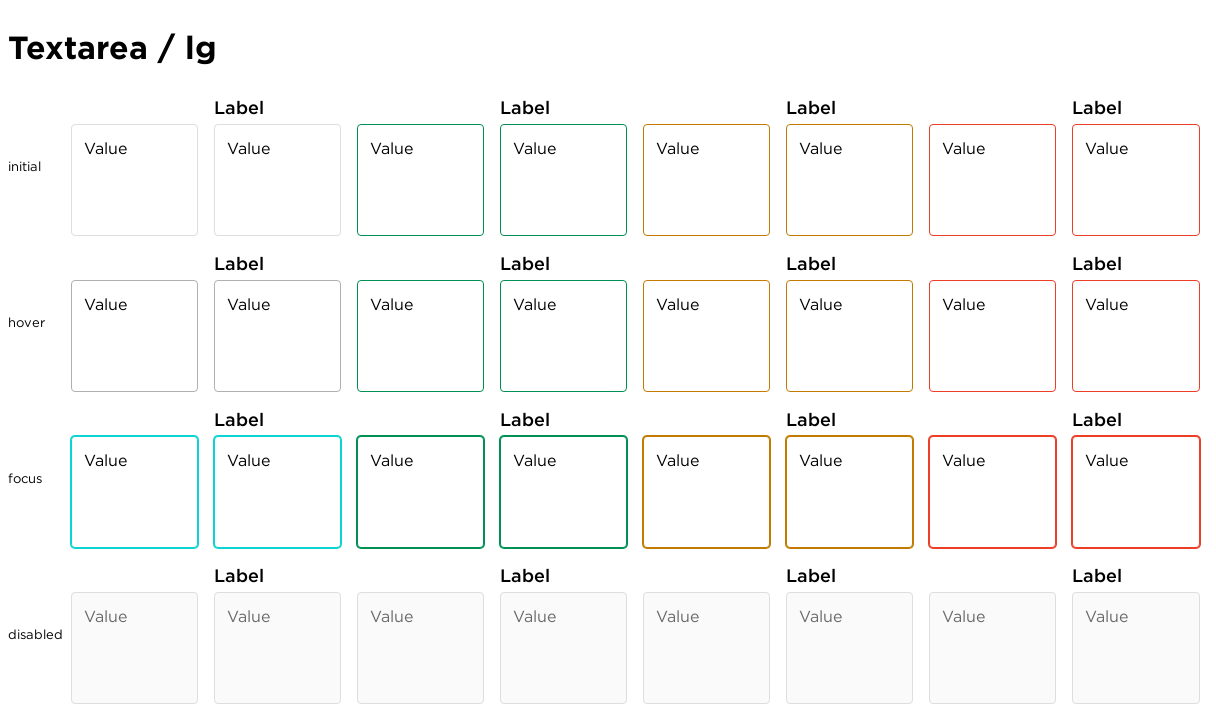 Textarea / lg
Label Label Label Label
initial Value Value Value Value Value Value Value Value
Label Label Label Label
hover Value Value Value Value Value Value Value Value
Label Label Label Label
focus Value Value Value Value Value Value Value Value
Label Label Label Label
disabled Value Value Value Value Value Value Value Value